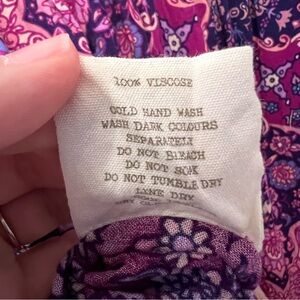 100% VISCOSE
COLD HAND WASH
WASH DARK COLOURS
SEPARATELY
DO NOT BLEACH
DO NOT SOAK
DO NOT TUMBLE DRY
LINE DRY